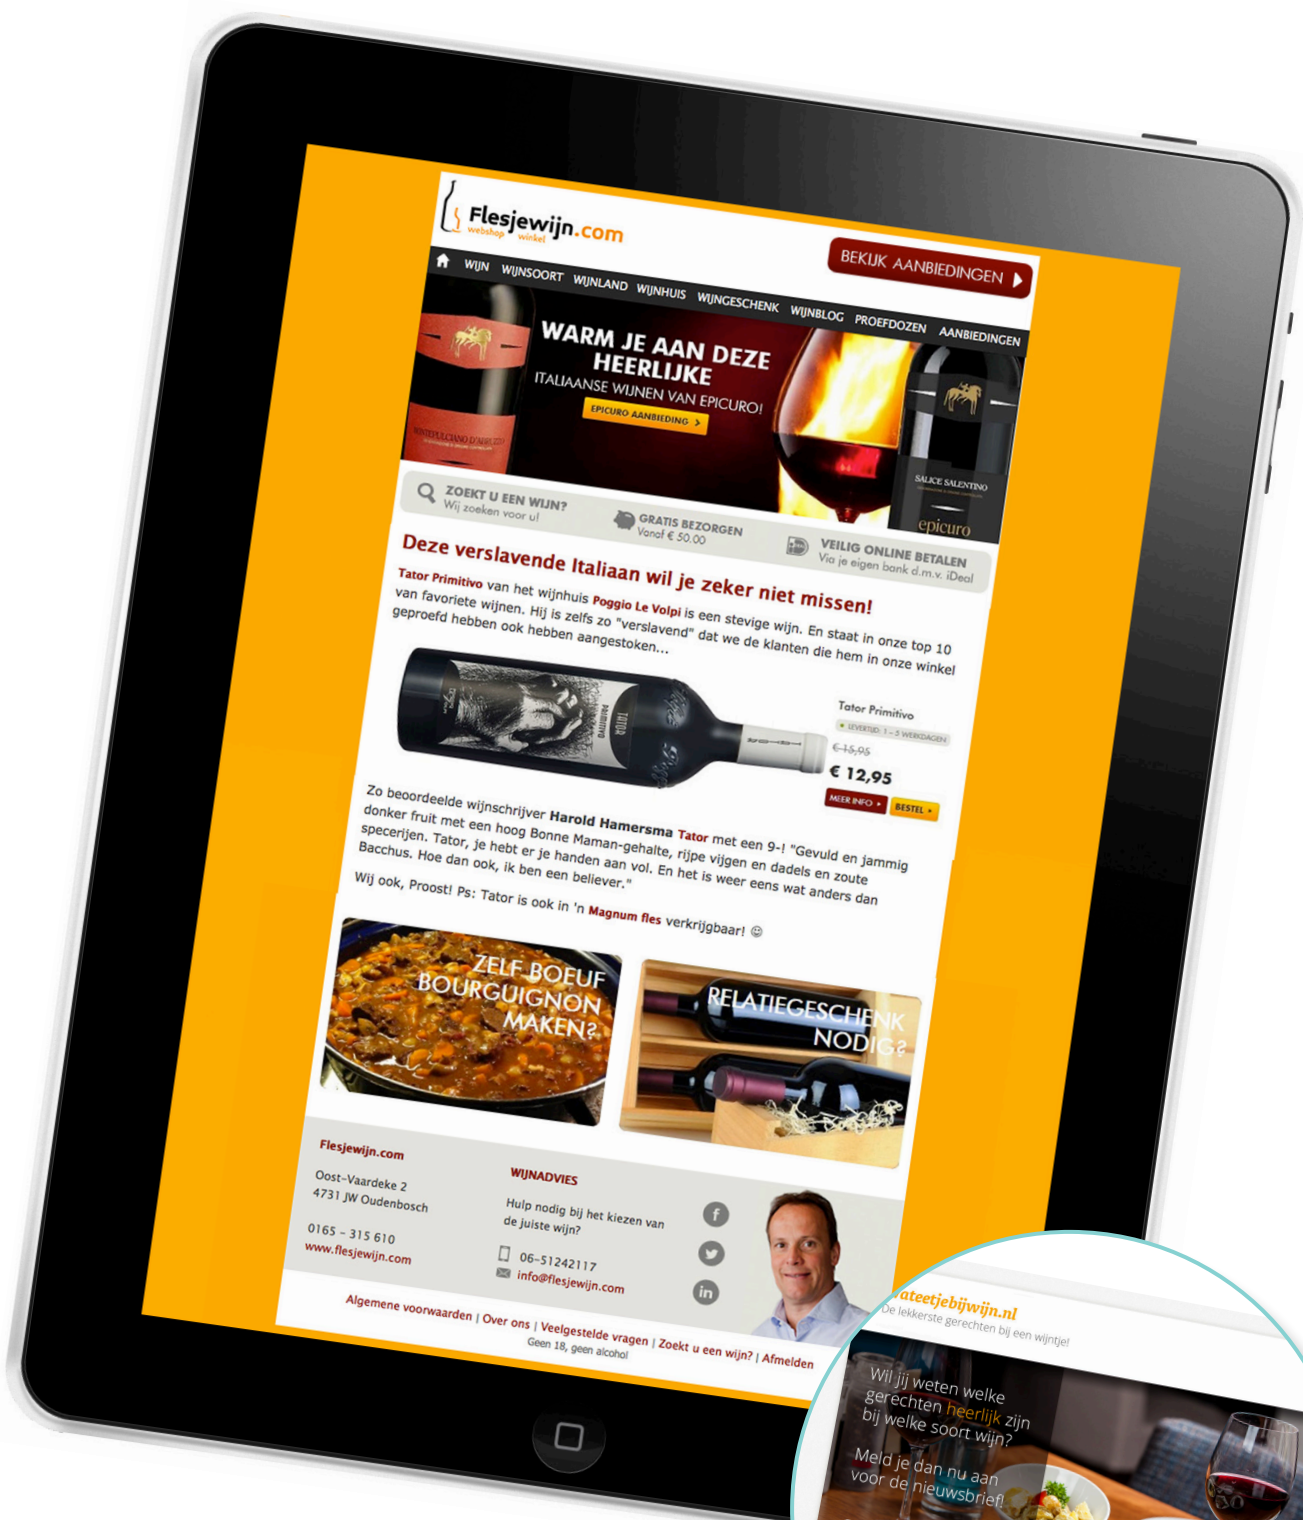 Flesjewijn.com
webshop winkel
BEKIJK AANBIEDINGEN
WIJN WIJNSOORT WIJNLAND WIJNHUIS WIJNGESCHENK WIJNBLOG PROEFDOZEN AANBIEDINGEN
WARM JE AAN DEZE
HEERLIJKE
ITALIAANSE WIJNEN VAN EPICURO!
EPICURO AANBIEDING >
MONTEPULCIANO D'ABRUZZO
SALICE SALENTINO
epicuro
ZOEKT U EEN WIJN?
Wij zoeken voor u!
GRATIS BEZORGEN
Vanaf € 50.00
VEILIG ONLINE BETALEN
Via je eigen bank d.m.v. iDeal
Deze verslavende Italiaan wil je zeker niet missen!
Tator Primitivo van het wijnhuis Poggio Le Volpi is een stevige wijn. En staat in onze top 10
van favoriete wijnen. Hij is zelfs zo "verslavend" dat we de klanten die hem in onze winkel
geproefd hebben ook hebben aangestoken...
TATOR
PRIMITIVO
Tator Primitivo
LEVERTIJD: 1 - 5 WERKDAGEN
€ 15,95
€ 12,95
MEER INFO
BESTEL
Zo beoordeelde wijnschrijver Harold Hamersma Tator met een 9-! "Gevuld en jammig
donker fruit met een hoog Bonne Maman-gehalte, rijpe vijgen en dadels en zoute
specerijen. Tator, je hebt er je handen aan vol. En het is weer eens wat anders dan
Bacchus. Hoe dan ook, ik ben een believer."
Wij ook, Proost! Ps: Tator is ook in 'n Magnum fles verkrijgbaar! ☺
ZELF BOEUF
BOURGUIGNON
MAKEN?
RELATIEGESCHENK
NODIG?
Flesjewijn.com
Oost-Vaardeke 2
4731 JW Oudenbosch
0165 - 315 610
www.flesjewijn.com
WIJNADVIES
Hulp nodig bij het kiezen van
de juiste wijn?
06-51242117
info@flesjewijn.com
Algemene voorwaarden | Over ons | Veelgestelde vragen | Zoekt u een wijn? | Afmelden
Geen 18, geen alcohol
ateetjebijwijn.nl
De lekkerste gerechten bij een wijntje!
Wil jij weten welke
gerechten heerlijk zijn
bij welke soort wijn?
Meld je dan nu aan
voor de nieuwsbrief!